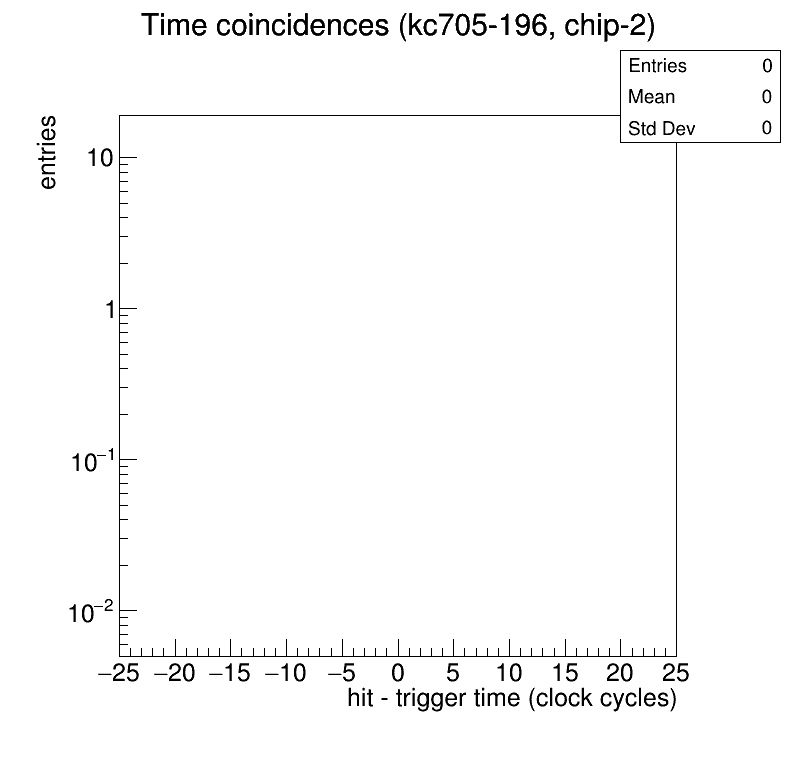 Time coincidences (kc705-196, chip-2)
Entries 0
Mean 0
Std Dev 0
entries
10
1
10−1
10−2
−25 −20 −15 −10 −5 0 5 10 15 20 25
hit - trigger time (clock cycles)